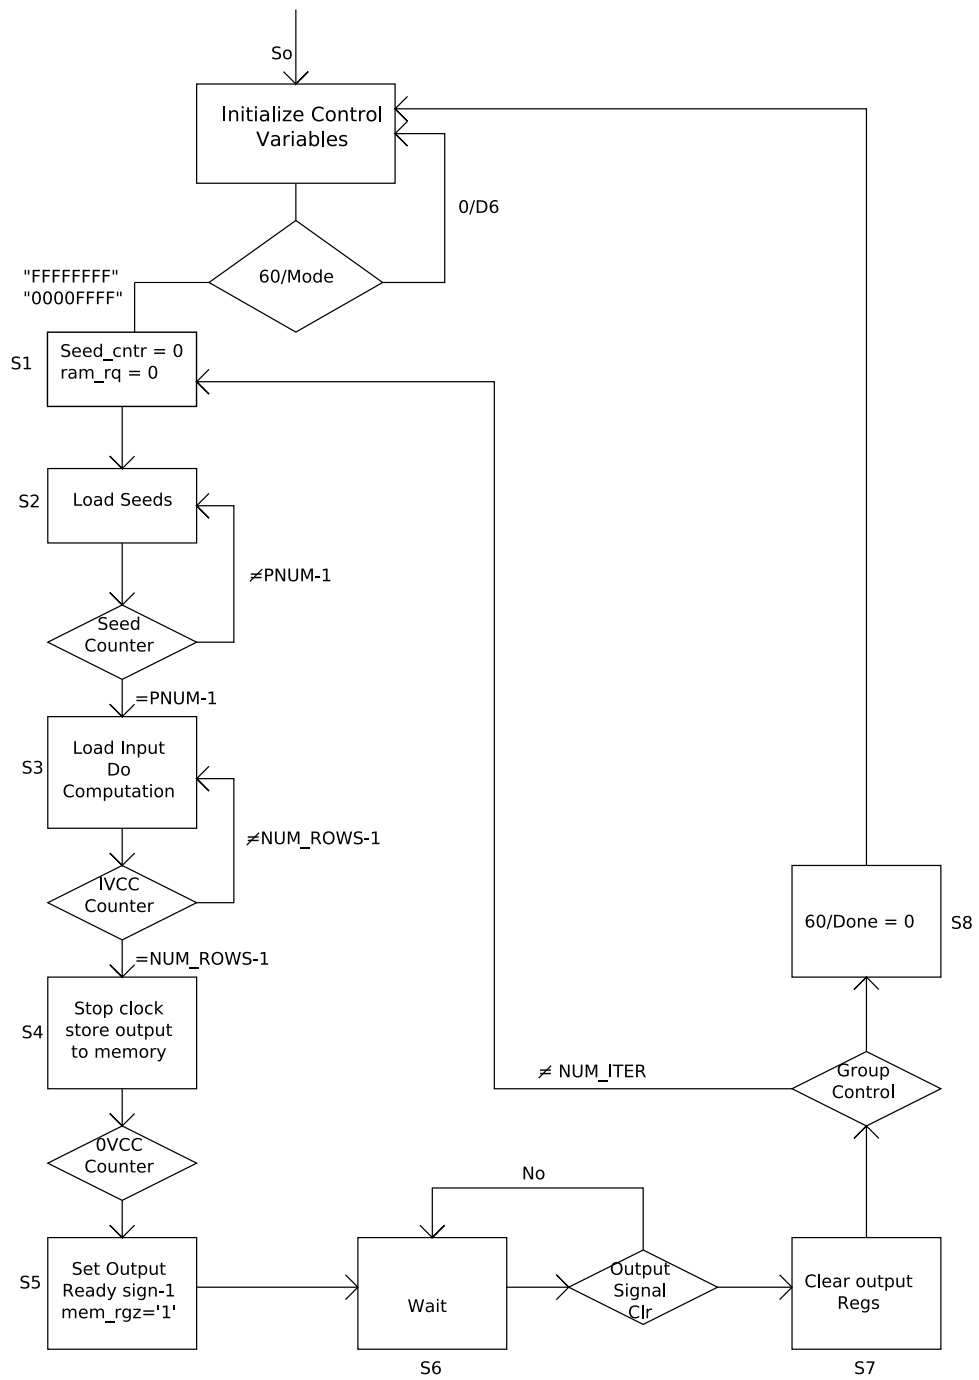 So
Initialize Control
Variables
0/D6
60/Mode
"FFFFFFFF"
"0000FFFF"
S1
Seed_cntr = 0
ram_rq = 0
S2
Load Seeds
≠PNUM-1
Seed
Counter
=PNUM-1
S3
Load Input
Do
Computation
≠NUM_ROWS-1
IVCC
Counter
=NUM_ROWS-1
S4
Stop clock
store output
to memory
0VCC
Counter
S5
Set Output
Ready sign-1
mem_rgz='1'
Wait
S6
No
Output
Signal
Clr
Clear output
Regs
S7
Group
Control
≠ NUM_ITER
60/Done = 0
S8